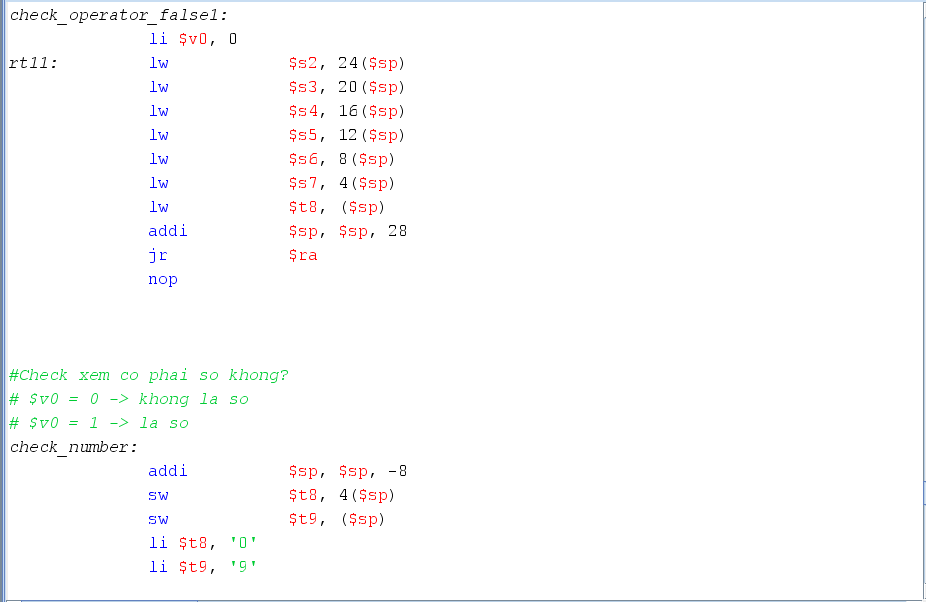 check_operator_false1:
li $v0, 0
rt11: lw $s2, 24($sp)
lw $s3, 20($sp)
lw $s4, 16($sp)
lw $s5, 12($sp)
lw $s6, 8($sp)
lw $s7, 4($sp)
lw $t8, ($sp)
addi $sp, $sp, 28
jr $ra
nop
#Check xem co phai so khong?
# $v0 = 0 -> khong la so
# $v0 = 1 -> la so
check_number:
addi $sp, $sp, -8
sw $t8, 4($sp)
sw $t9, ($sp)
li $t8, '0'
li $t9, '9'